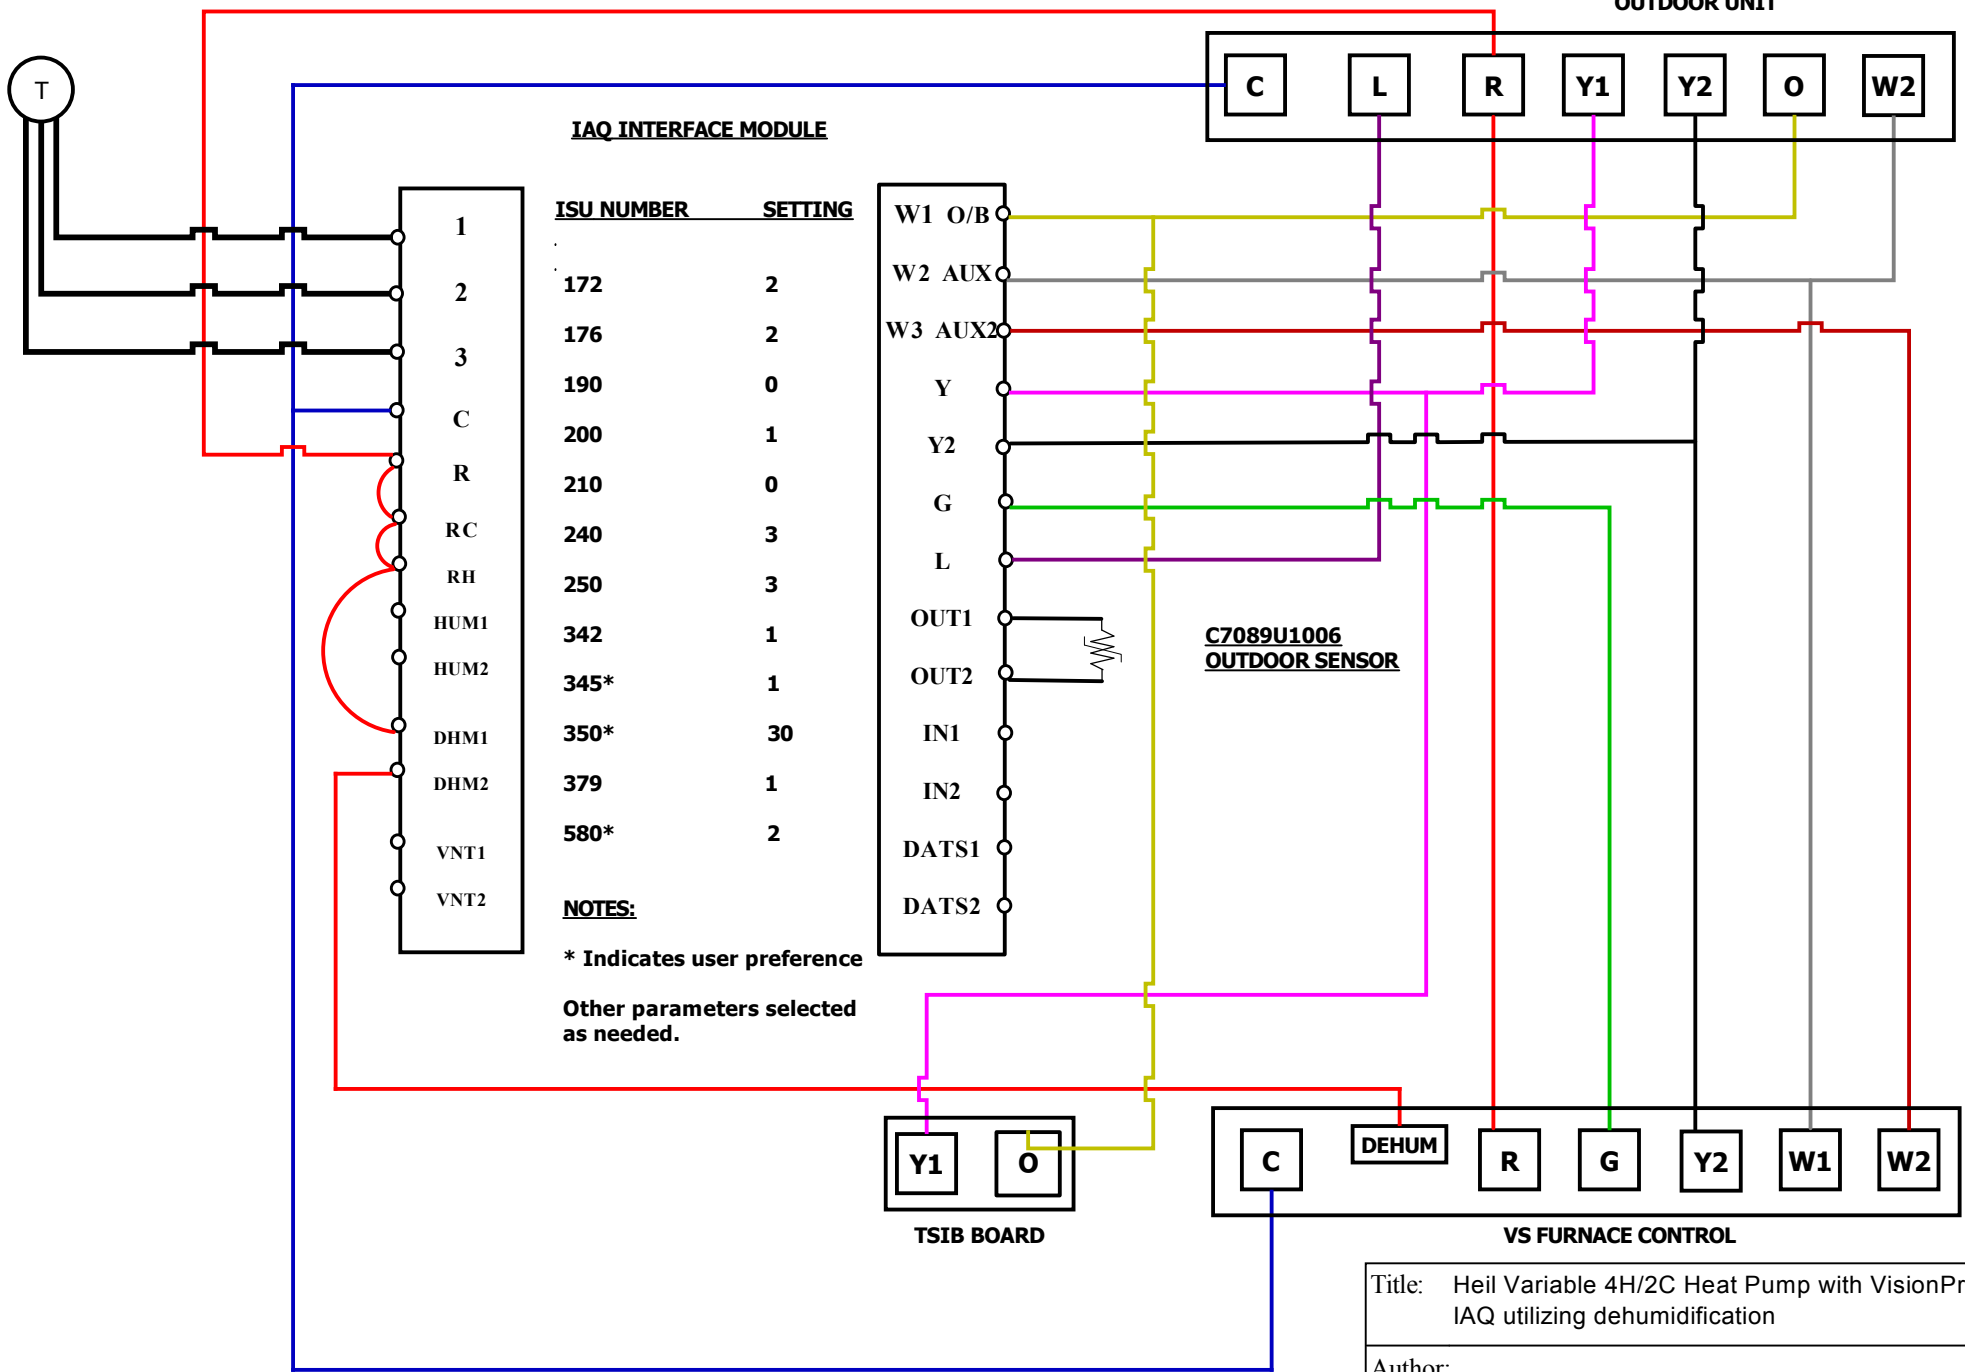 OUTDOOR UNIT
T
C L R Y1 Y2 O W2
IAQ INTERFACE MODULE
1
2
3
C
R
RC
RH
HUM1
HUM2
DHM1
DHM2
VNT1
VNT2
ISU NUMBER SETTING
172 2
176 2
190 0
200 1
210 0
240 3
250 3
342 1
345* 1
350* 30
379 1
580* 2
NOTES:
* Indicates user preference
Other parameters selected
as needed.
W1 O/B
W2 AUX
W3 AUX2
Y
Y2
G
L
OUT1
OUT2
IN1
IN2
DATS1
DATS2
C7089U1006
OUTDOOR SENSOR
Y1 O
TSIB BOARD
C DEHUM R G Y2 W1 W2
VS FURNACE CONTROL
Title: Heil Variable 4H/2C Heat Pump with VisionPr
IAQ utilizing dehumidification
Author: